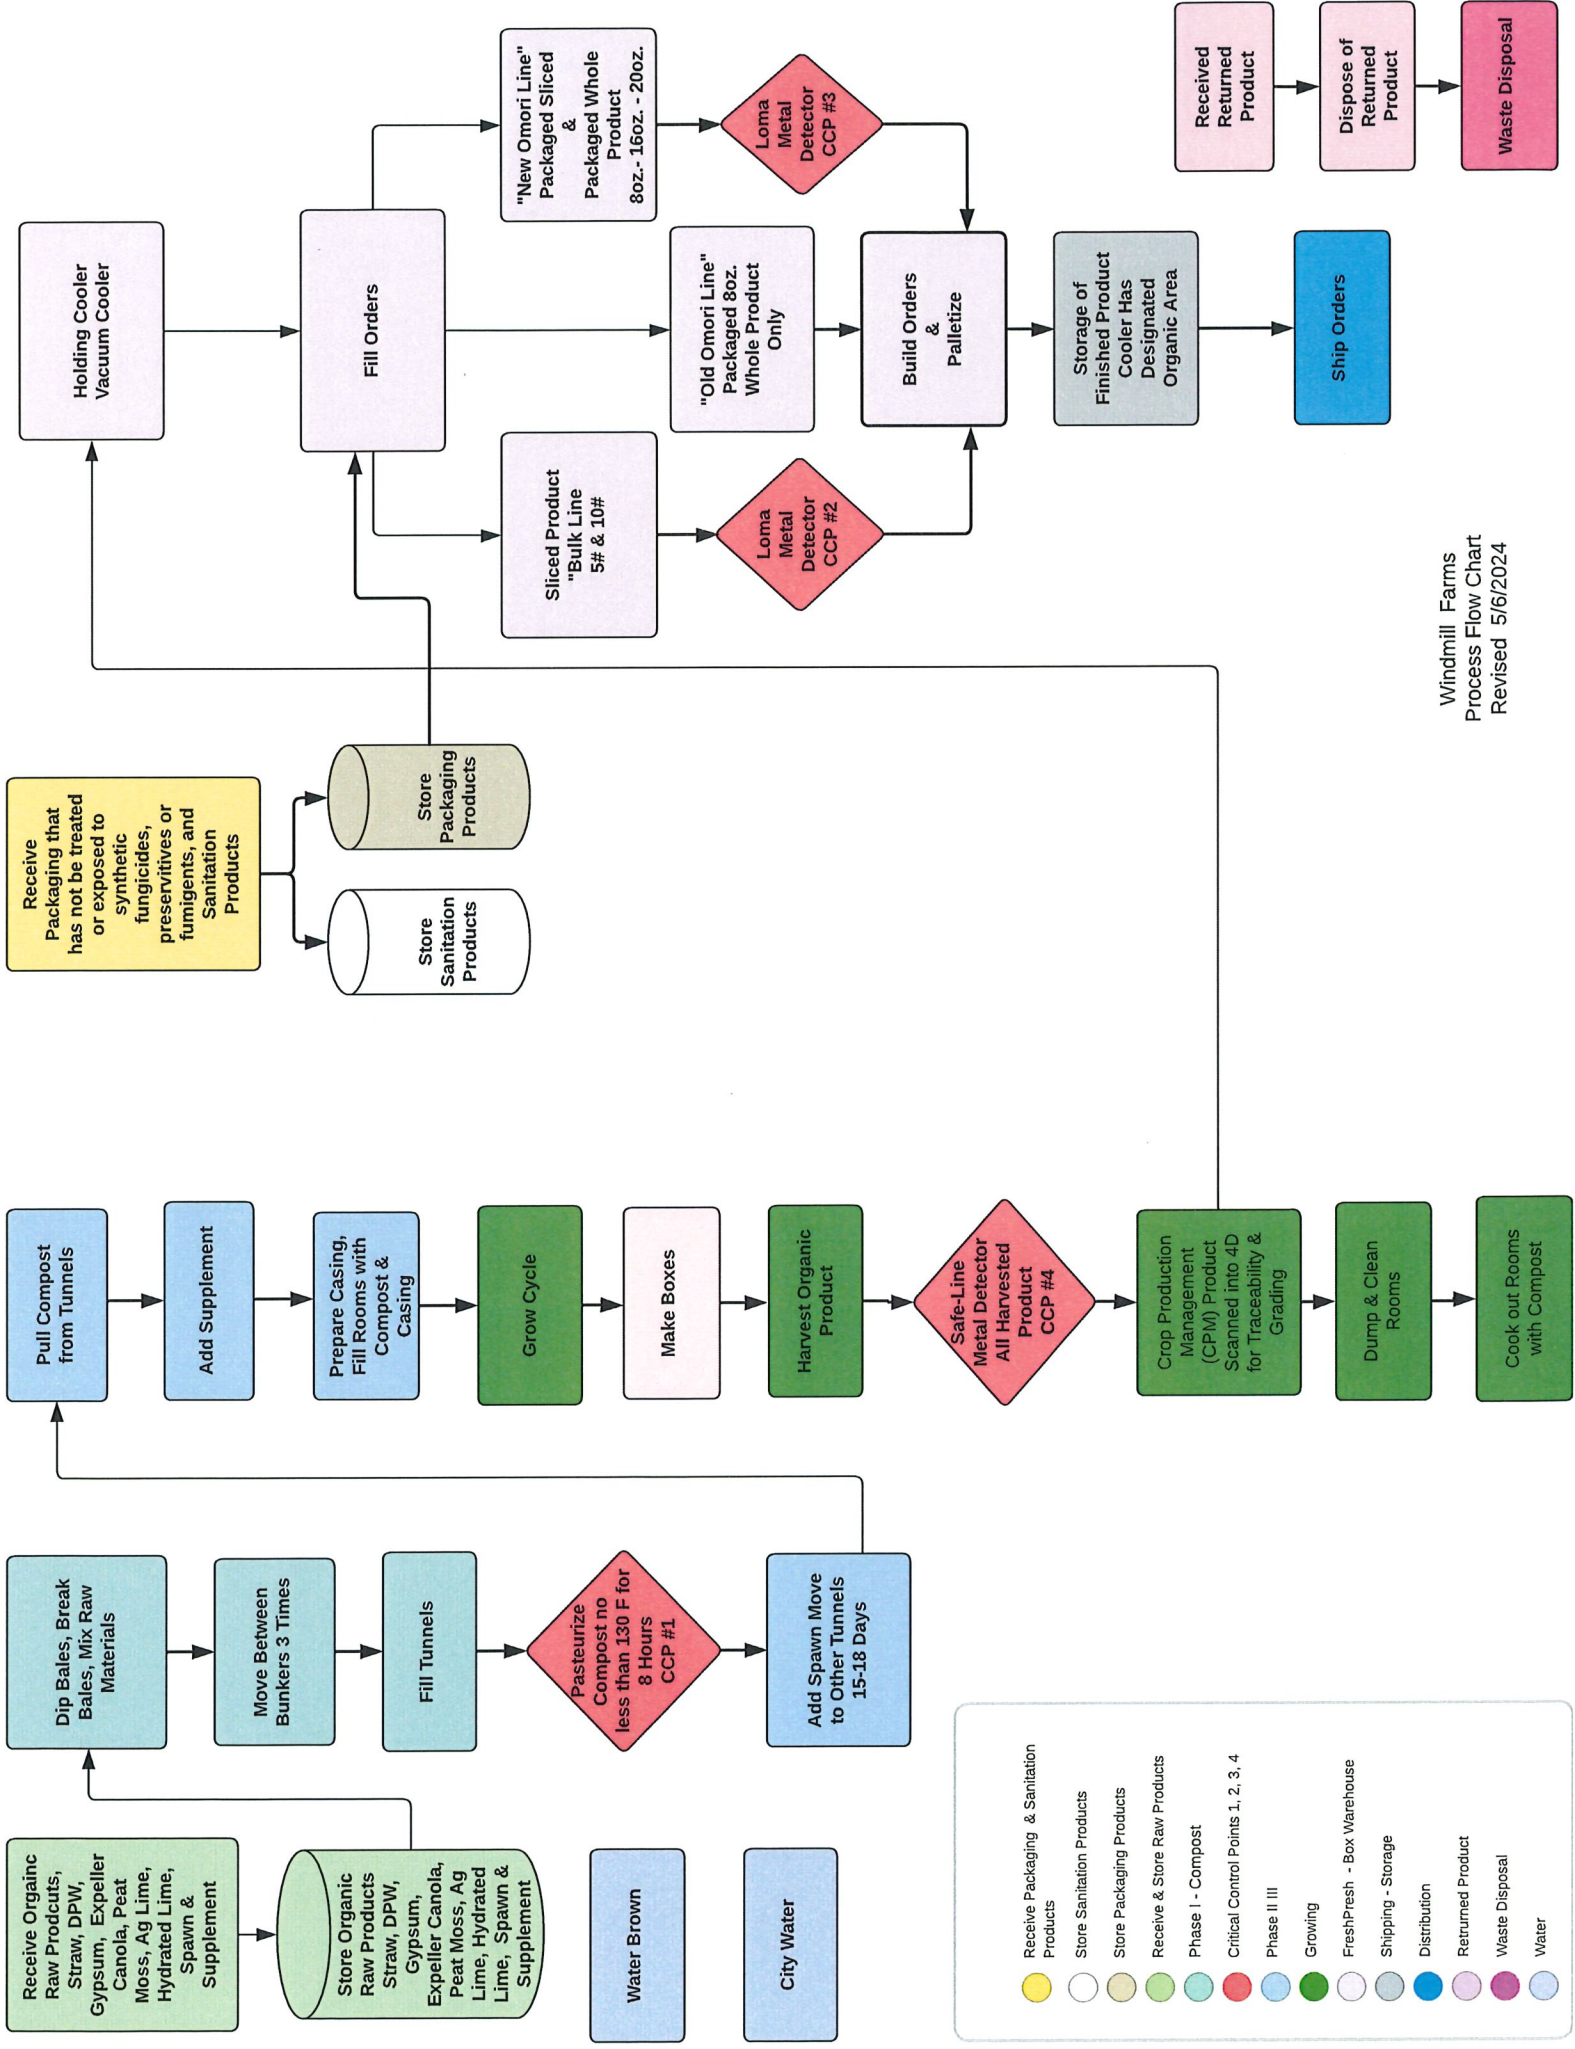 Receive Orgainc
Raw Prodcuts,
Straw, DPW,
Gypsum, Expeller
Canola, Peat
Moss, Ag Lime,
Hydrated Lime,
Spawn &
Supplement
Store Organic
Raw Products
Straw, DPW,
Gypsum,
Expeller Canola,
Peat Moss, Ag
Lime, Hydrated
Lime, Spawn &
Supplement
Water Brown
City Water
Dip Bales, Break
Bales, Mix Raw
Materials
Move Between
Bunkers 3 Times
Fill Tunnels
Pasteurize
Compost no
less than 130 F for
8 Hours
CCP #1
Add Spawn Move
to Other Tunnels
15-18 Days
Pull Compost
from Tunnels
Add Supplement
Prepare Casing,
Fill Rooms with
Compost &
Casing
Grow Cycle
Make Boxes
Harvest Organic
Product
Safe-Line
Metal Detector
All Harvested
Product
CCP #4
Crop Production
Management
(CPM) Product
Scanned into 4D
for Traceability &
Grading
Dump & Clean
Rooms
Cook out Rooms
with Compost
Receive
Packaging that
has not be treated
or exposed to
synthetic
fungicides,
preservitives or
fumigents, and
Sanitation
Products
Store
Sanitation
Products
Store
Packaging
Products
Holding Cooler
Vacuum Cooler
Fill Orders
Sliced Product
"Bulk Line
5# & 10#
"Old Omori Line"
Packaged 8oz.
Whole Product
Only
"New Omori Line"
Packaged Sliced
&
Packaged Whole
Product
8oz.- 16oz. - 20oz.
Loma
Metal
Detector
CCP #2
Loma
Metal
Detector
CCP #3
Build Orders
&
Palletize
Storage of
Finished Product
Cooler Has
Designated
Organic Area
Ship Orders
Received
Returned
Product
Dispose of
Returned
Product
Waste Disposal
Windmill Farms
Process Flow Chart
Revised 5/6/2024
Receive Packaging & Sanitation
Products
Store Sanitation Products
Store Packaging Products
Receive & Store Raw Products
Phase I - Compost
Critical Control Points 1, 2, 3, 4
Phase II III
Growing
FreshPresh - Box Warehouse
Shipping - Storage
Distribution
Retrurned Product
Waste Disposal
Water